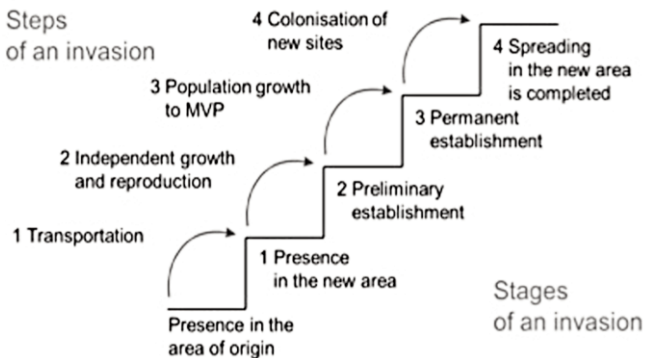 Steps
of an invasion
4 Colonisation of
new sites
4 Spreading
in the new area
is completed
3 Population growth
to MVP
3 Permanent
establishment
2 Independent growth
and reproduction
2 Preliminary
establishment
1 Transportation
1 Presence
in the new area
Presence in the
area of origin
Stages
of an invasion